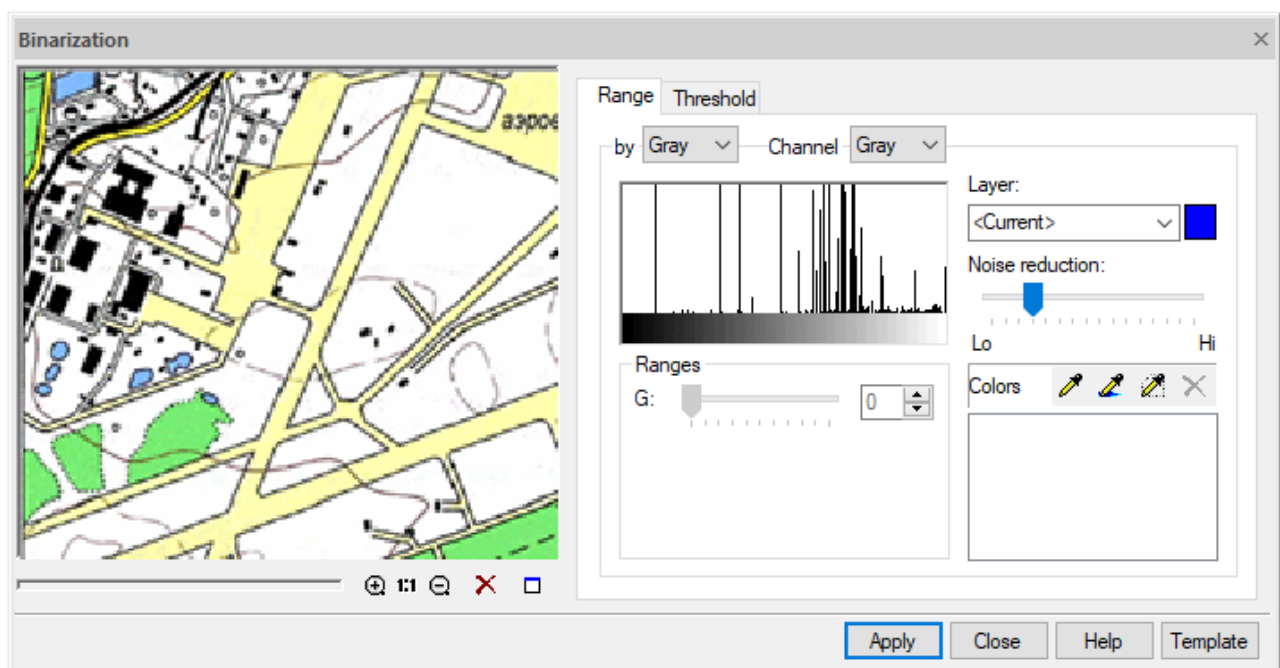 Binarization
аэрое
Range Threshold
by Gray Channel Gray
Layer:
<Current>
Noise reduction:
Lo Hi
Ranges
G: 0
Colors
1:1
Apply Close Help Template